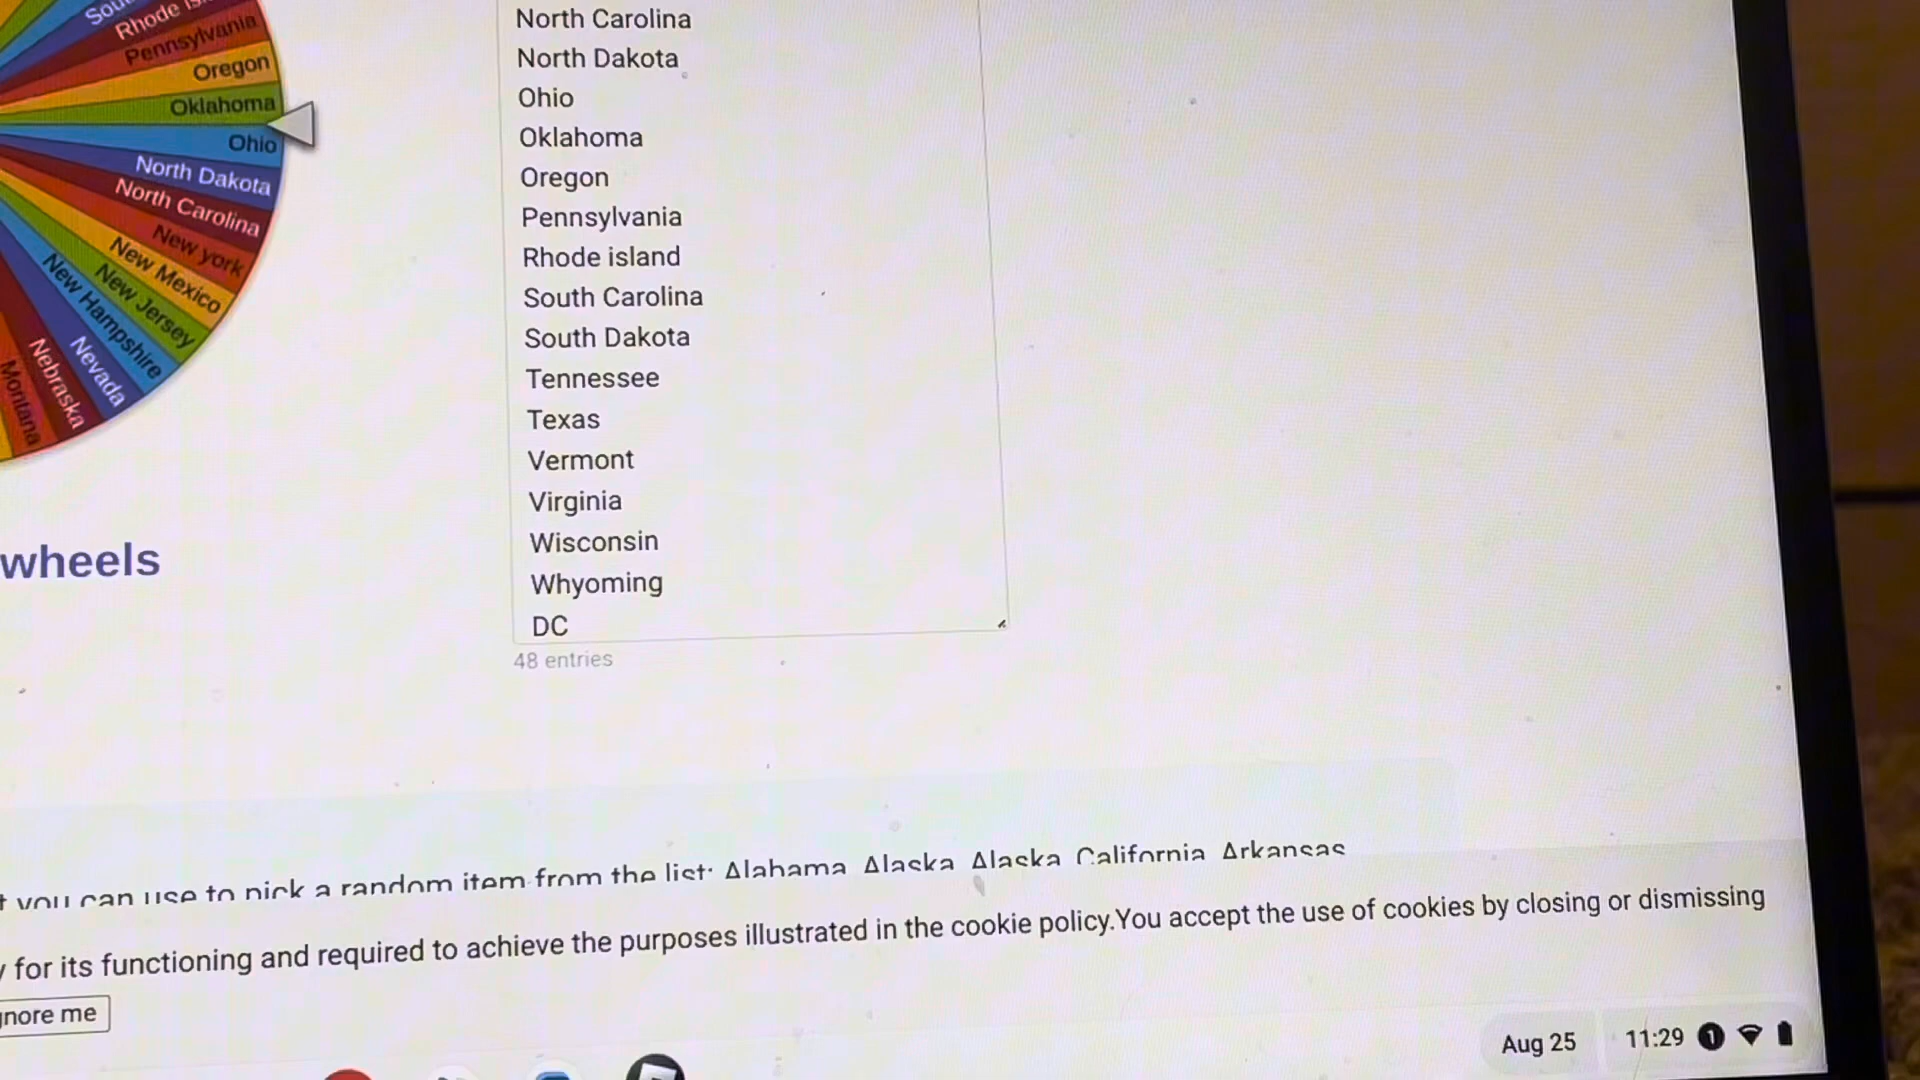 Rhode
Pennsylvania
Oregon
Oklahoma
Ohio
North Dakota
North Carolina
New york
New Mexico
New Jersey
New Hampshire
Nevada
Nebraska
Montana
North Carolina
North Dakota
Ohio
Oklahoma
Oregon
Pennsylvania
Rhode island
South Carolina
South Dakota
Tennessee
Texas
Vermont
Virginia
Wisconsin
Whyoming
DC
48 entries
wheels
you can use to pick a random item from the list: Alabama Alaska Alaska California Arkansas
for its functioning and required to achieve the purposes illustrated in the cookie policy.You accept the use of cookies by closing or dismissing
gnore me
Aug 25 11:29 1